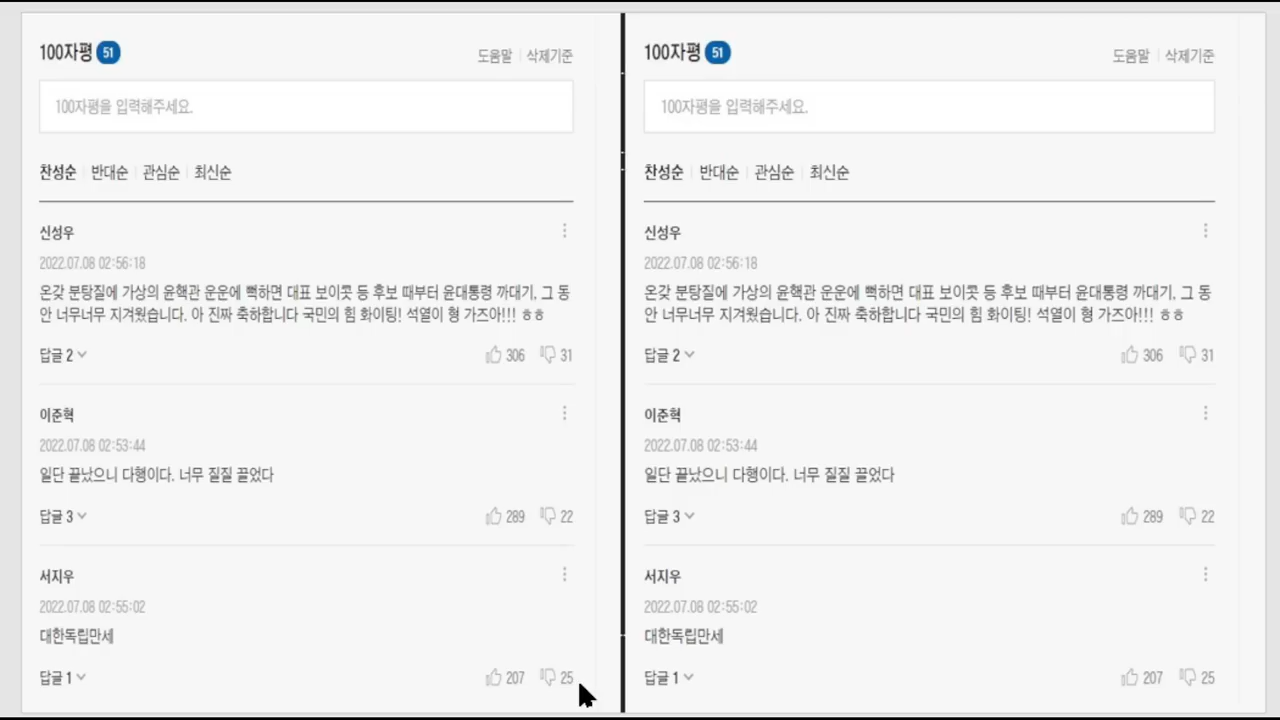 100자평 51
도움말 | 삭제기준
100자평을 입력해주세요.
찬성순 | 반대순 | 관심순 | 최신순
신성우
2022.07.08 02:56:18
온갖 분탕질에 가상의 윤핵관 운운에 뻑하면 대표 보이콧 등 후보 때부터 윤대통령 까대기, 그 동
안 너무너무 지겨웠습니다. 아 진짜 축하합니다 국민의 힘 화이팅! 석열이 형 가즈아!!! ㅎㅎ
답글 2
306 31
이준혁
2022.07.08 02:53:44
일단 끝났으니 다행이다. 너무 질질 끌었다
답글 3
289 22
서지우
2022.07.08 02:55:02
대한독립만세
답글 1
207 25
100자평 51
도움말 | 삭제기준
100자평을 입력해주세요.
찬성순 | 반대순 | 관심순 | 최신순
신성우
2022.07.08 02:56:18
온갖 분탕질에 가상의 윤핵관 운운에 뻑하면 대표 보이콧 등 후보 때부터 윤대통령 까대기, 그 동
안 너무너무 지겨웠습니다. 아 진짜 축하합니다 국민의 힘 화이팅! 석열이 형 가즈아!!! ㅎㅎ
답글 2
306 31
이준혁
2022.07.08 02:53:44
일단 끝났으니 다행이다. 너무 질질 끌었다
답글 3
289 22
서지우
2022.07.08 02:55:02
대한독립만세
답글 1
207 25